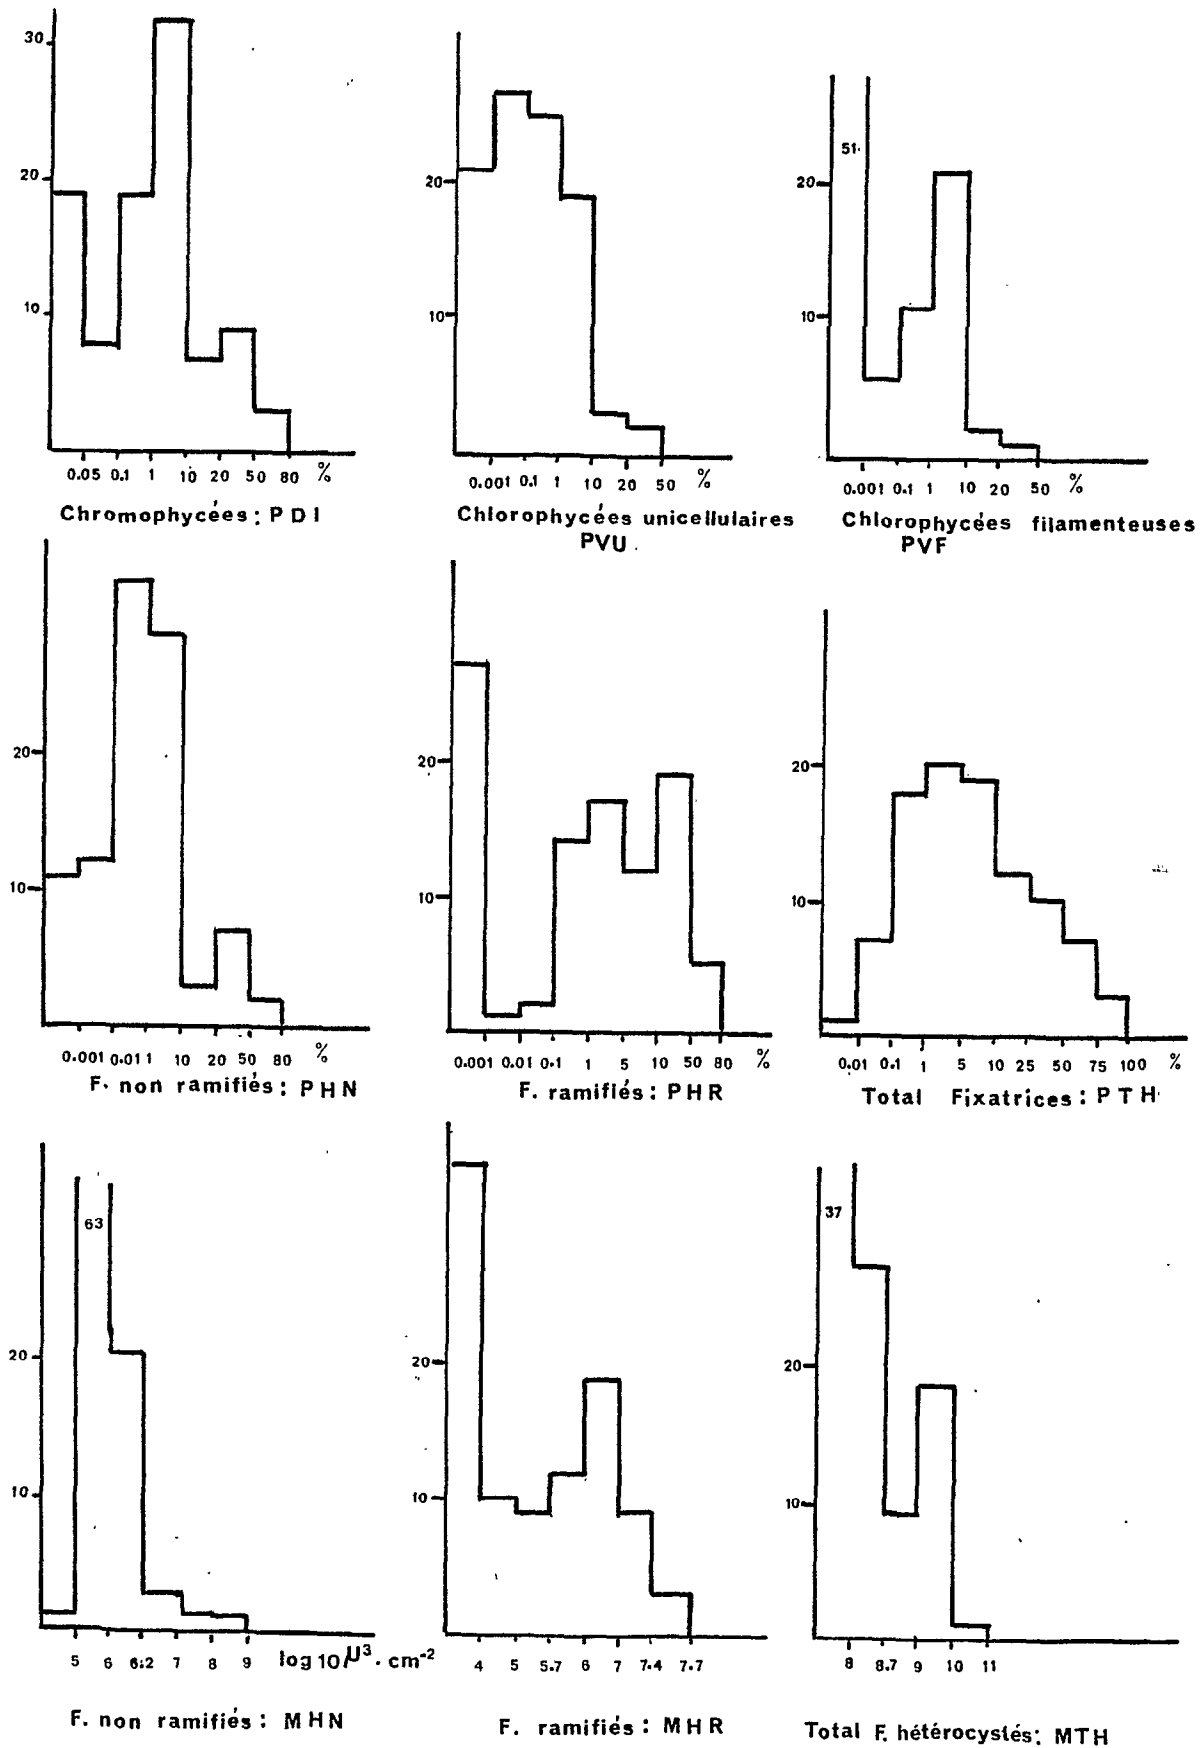 30
20
10
0.05 0.1 1 10 20 50 80 %
Chromophycées: PDI
20
10
0.001 0.1 1 10 20 50 %
Chlorophycées unicellulaires
PVU
51
20
10
0.001 0.1 1 10 20 50 %
Chlorophycées filamenteuses
PVF
20
10
0.001 0.01 1 10 20 50 80 %
F. non ramifiés: PHN
20
10
0.001 0.01 0.1 1 5 10 50 80 %
F. ramifiés: PHR
20
10
0.01 0.1 1 5 10 25 50 75 100 %
Total Fixatrices: PTH
63
20
10
5 6 6.2 7 8 9 log10 μ³.cm-2
F. non ramifiés: MHN
20
10
4 5 5.7 6 7 7.4 7.7
F. ramifiés: MHR
37
20
10
8 8.7 9 10 11
Total F. hétérocystés: MTH